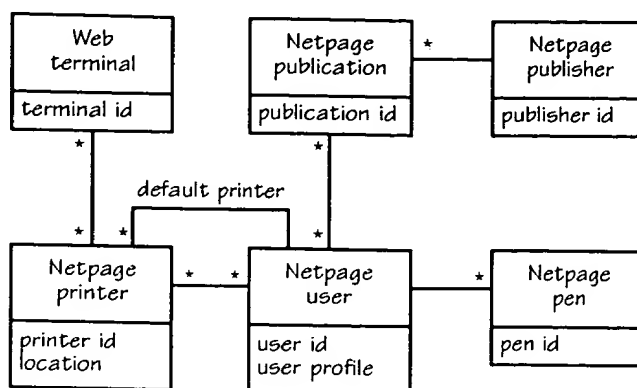 Web
terminal
terminal id
Netpage
publication
publication id
*
Netpage
publisher
publisher id
*
*
default printer
*
*
*
*
Netpage
printer
printer id
location
*
*
Netpage
user
user id
user profile
*
Netpage
pen
pen id